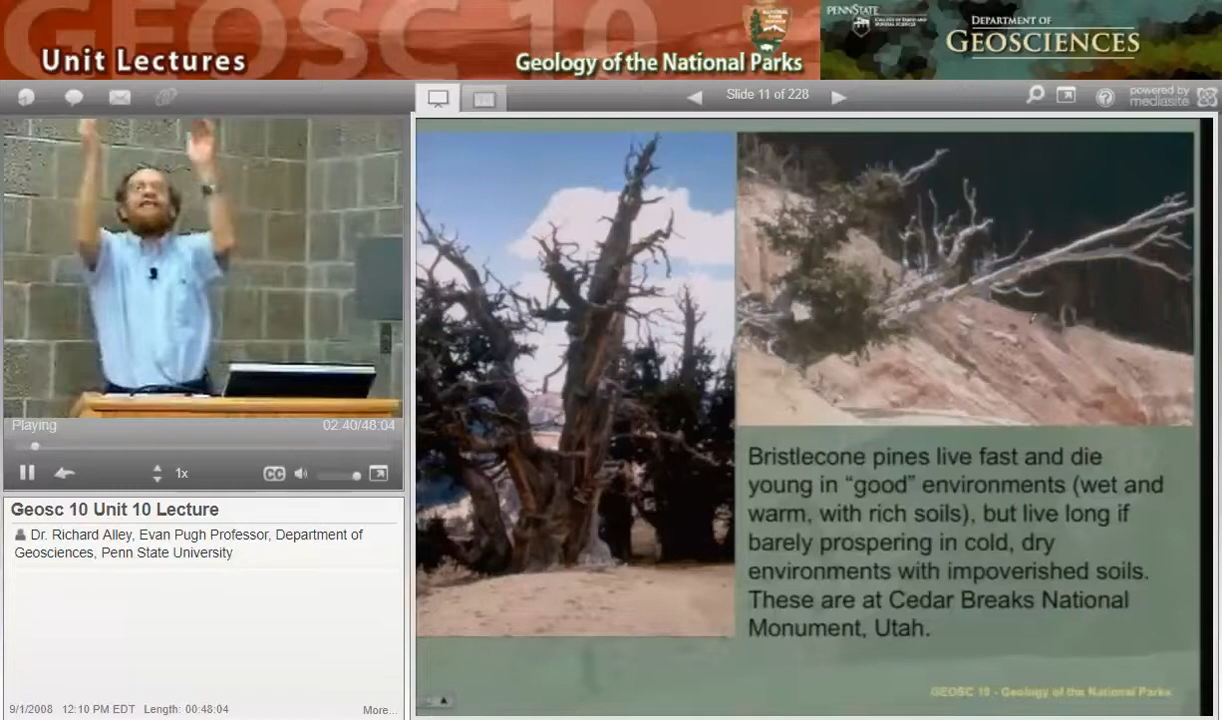 GEOSC 10
Unit Lectures
Geology of the National Parks
NATIONAL PARK SERVICE
PENNSTATE
DEPARTMENT OF
GEOSCIENCES
Slide 11 of 228
powered by
mediasite
Playing
02:40/48:04
1x
CC
Geosc 10 Unit 10 Lecture
Dr. Richard Alley, Evan Pugh Professor, Department of
Geosciences, Penn State University
9/1/2008 12:10 PM EDT Length: 00:48:04
More...
Bristlecone pines live fast and die
young in “good” environments (wet and
warm, with rich soils), but live long if
barely prospering in cold, dry
environments with impoverished soils.
These are at Cedar Breaks National
Monument, Utah.
GEOSC 10 - Geology of the National Parks